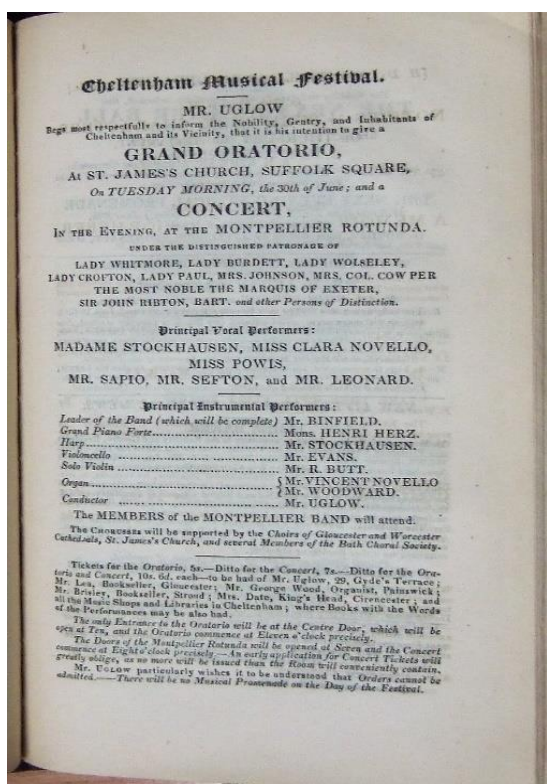 Cheltenham Musical Festival.
MR. UGLOW
Begs most respectfully to inform the Nobility, Gentry, and Inhabitants of
Cheltenham and its Vicinity, that it is his intention to give a
GRAND ORATORIO,
AT ST. JAMES'S CHURCH, SUFFOLK SQUARE,
On TUESDAY MORNING, the 30th of June; and a
CONCERT,
IN THE EVENING, AT THE MONTPELLIER ROTUNDA.
UNDER THE DISTINGUISHED PATRONAGE OF
LADY WHITMORE, LADY BURDETT, LADY WOLSELEY,
LADY CROFTON, LADY PAUL, MRS. JOHNSON, MRS. COL. COWPER
THE MOST NOBLE THE MARQUIS OF EXETER,
SIR JOHN RIBTON, BART. and other Persons of Distinction.
Principal Vocal Performers:
MADAME STOCKHAUSEN, MISS CLARA NOVELLO,
MISS POWIS,
MR. SAPIO, MR. SEFTON, and MR. LEONARD.
Principal Instrumental Performers:
Leader of the Band (which will be complete) Mr. BINFIELD.
Grand Piano Forte.............................. Mons. HENRI HERZ.
Harp................................................ Mr. STOCKHAUSEN.
Violoncello ...................................... Mr. EVANS.
Solo Violin ...................................... Mr. R. BUTT.
Organ............................................ { Mr. VINCENT NOVELLO
{ Mr. WOODWARD.
Conductor ...................................... Mr. UGLOW.
The MEMBERS of the MONTPELLIER BAND will attend.
The CHORUSSES will be supported by the Choirs of Gloucester and Worcester
Cathedrals, St. James's Church, and several Members of the Bath Choral Society.
Tickets for the Oratorio, 5s.—Ditto for the Concert, 7s.—Ditto for the Ora-
torio and Concert, 10s. 6d. each—to be had of Mr. Uglow, 29, Gyde's Terrace;
Mr. Lea, Bookseller, Gloucester; Mr. George Wood, Organist, Painswick;
Mr. Brisley, Bookseller, Stroud; Mrs. Date, King's Head, Cirencester; and
all the Music Shops and Libraries in Cheltenham; where Books with the Words
of the Performances may be also had.
The only Entrance to the Oratorio will be at the Centre Door, which will be
open at Ten, and the Oratorio commence at Eleven o'clock precisely.
The Doors of the Montpellier Rotunda will be opened at Seven and the Concert
commence at Eight o'clock precisely.—An early application for Concert Tickets will
greatly oblige, as no more will be issued than the Room will conveniently contain.
Mr. UGLOW particularly wishes it to be understood that Orders cannot be
admitted.—There will be no Musical Promenade on the Day of the Festival.